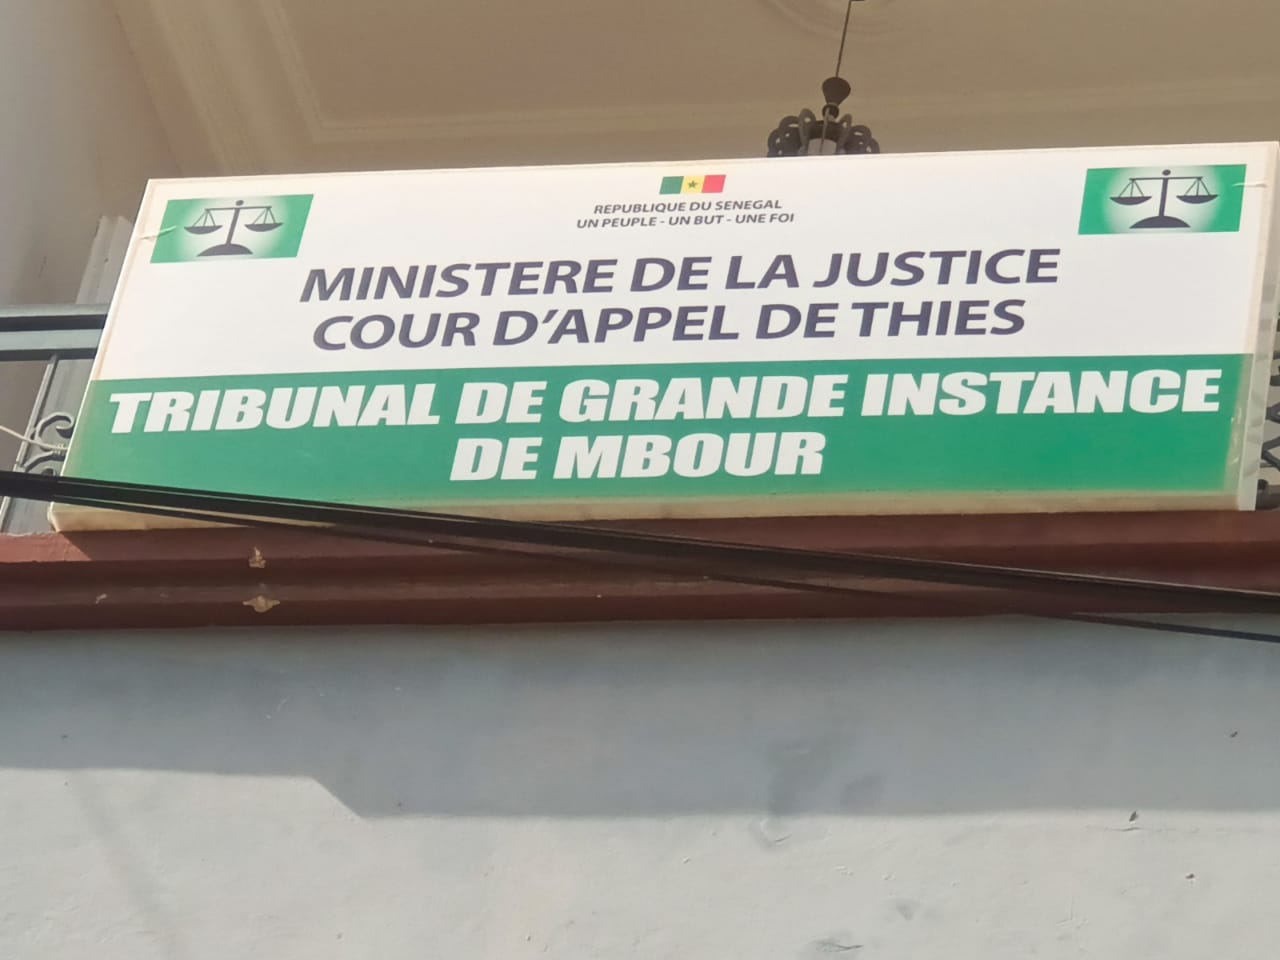 REPUBLIQUE DU SENEGAL
UN PEUPLE - UN BUT - UNE FOI
MINISTERE DE LA JUSTICE
COUR D'APPEL DE THIES
TRIBUNAL DE GRANDE INSTANCE
DE MBOUR